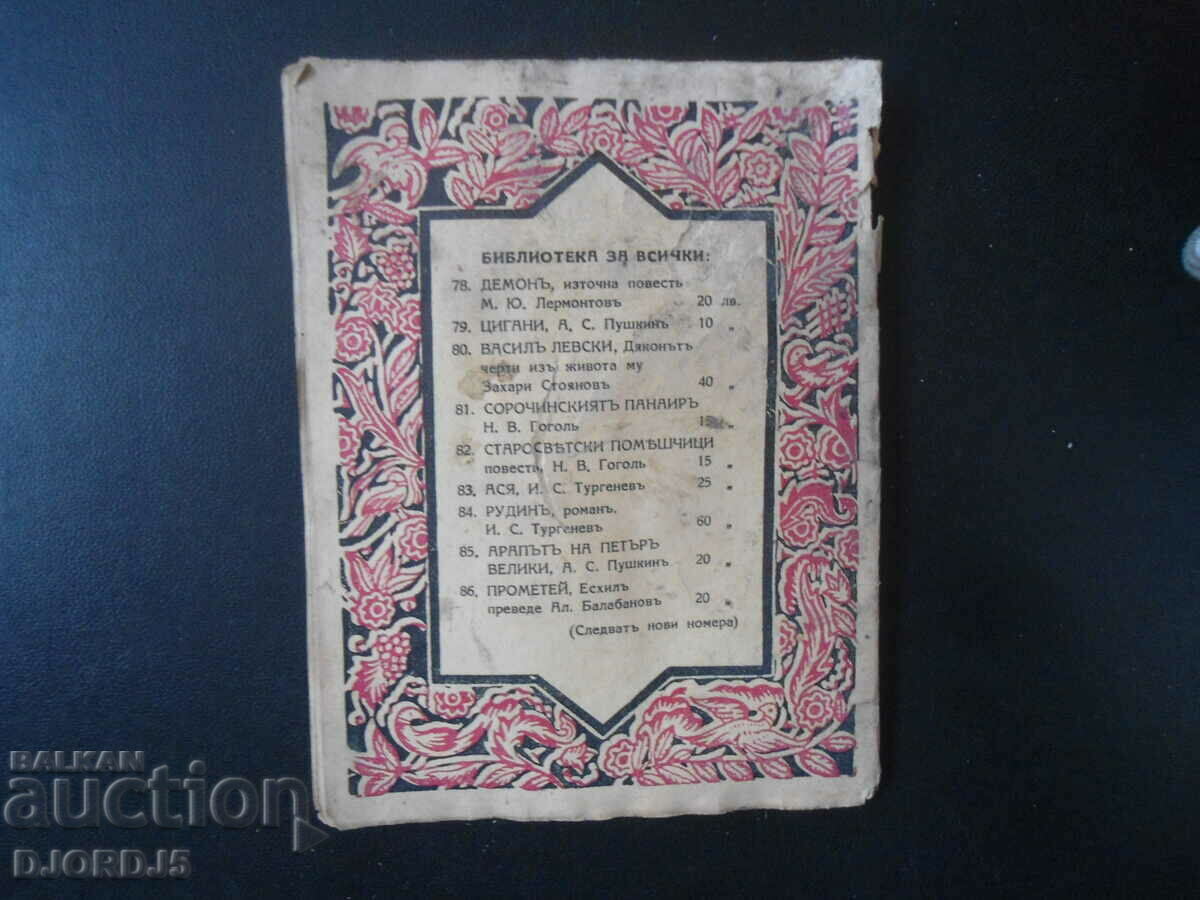 БИБЛИОТЕКА ЗА ВСИЧКИ:
78. ДЕМОНЪ, източна повесть
М. Ю. Лермонтовъ 20 лв.
79. ЦИГАНИ, А. С. Пушкинъ 10 „
80. ВАСИЛЪ ЛЕВСКИ, Дяконътъ
черти изъ живота му
Захари Стояновъ 40 „
81. СОРОЧИНСКИЯТЪ ПАНАИРЪ
Н. В. Гоголь 15 „
82. СТАРОСВѢТСКИ ПОМѢЩИЦИ
повесть, Н. В. Гоголь 15 „
83. АСЯ, И. С. Тургеневъ 25 „
84. РУДИНЪ, романъ,
И. С. Тургеневъ 60 „
85. АРАПЪТЪ НА ПЕТЪРЪ
ВЕЛИКИ, А. С. Пушкинъ 20 „
86. ПРОМЕТЕЙ, Есхилъ
преведе Ал. Балабановъ 20 „
(Следватъ нови номера)
BALKAN
auction
DJORDJ5